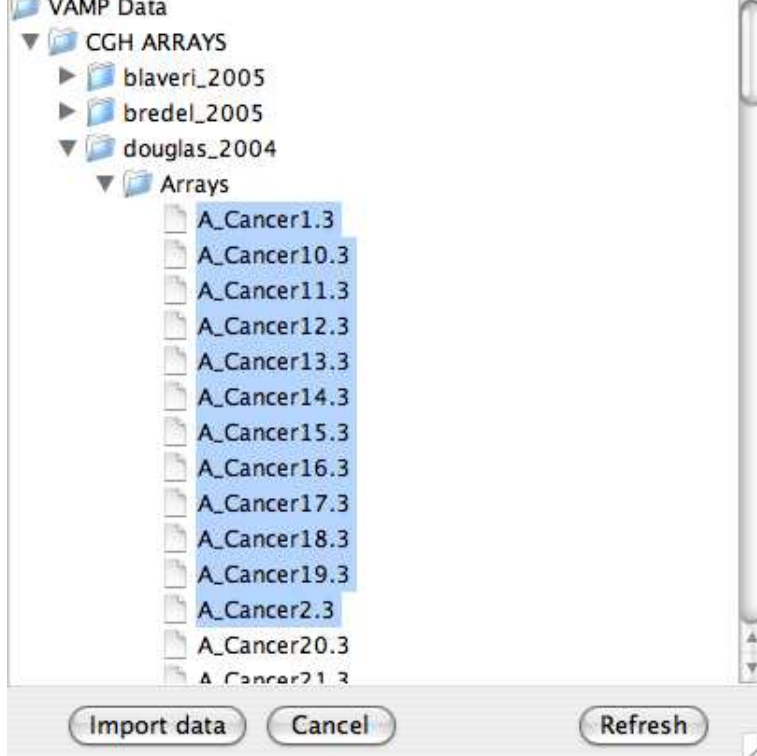 VAMP Data
CGH ARRAYS
blaveri_2005
bredel_2005
douglas_2004
Arrays
A_Cancer1.3
A_Cancer10.3
A_Cancer11.3
A_Cancer12.3
A_Cancer13.3
A_Cancer14.3
A_Cancer15.3
A_Cancer16.3
A_Cancer17.3
A_Cancer18.3
A_Cancer19.3
A_Cancer2.3
A_Cancer20.3
A_Cancer21.3
Import data Cancel Refresh